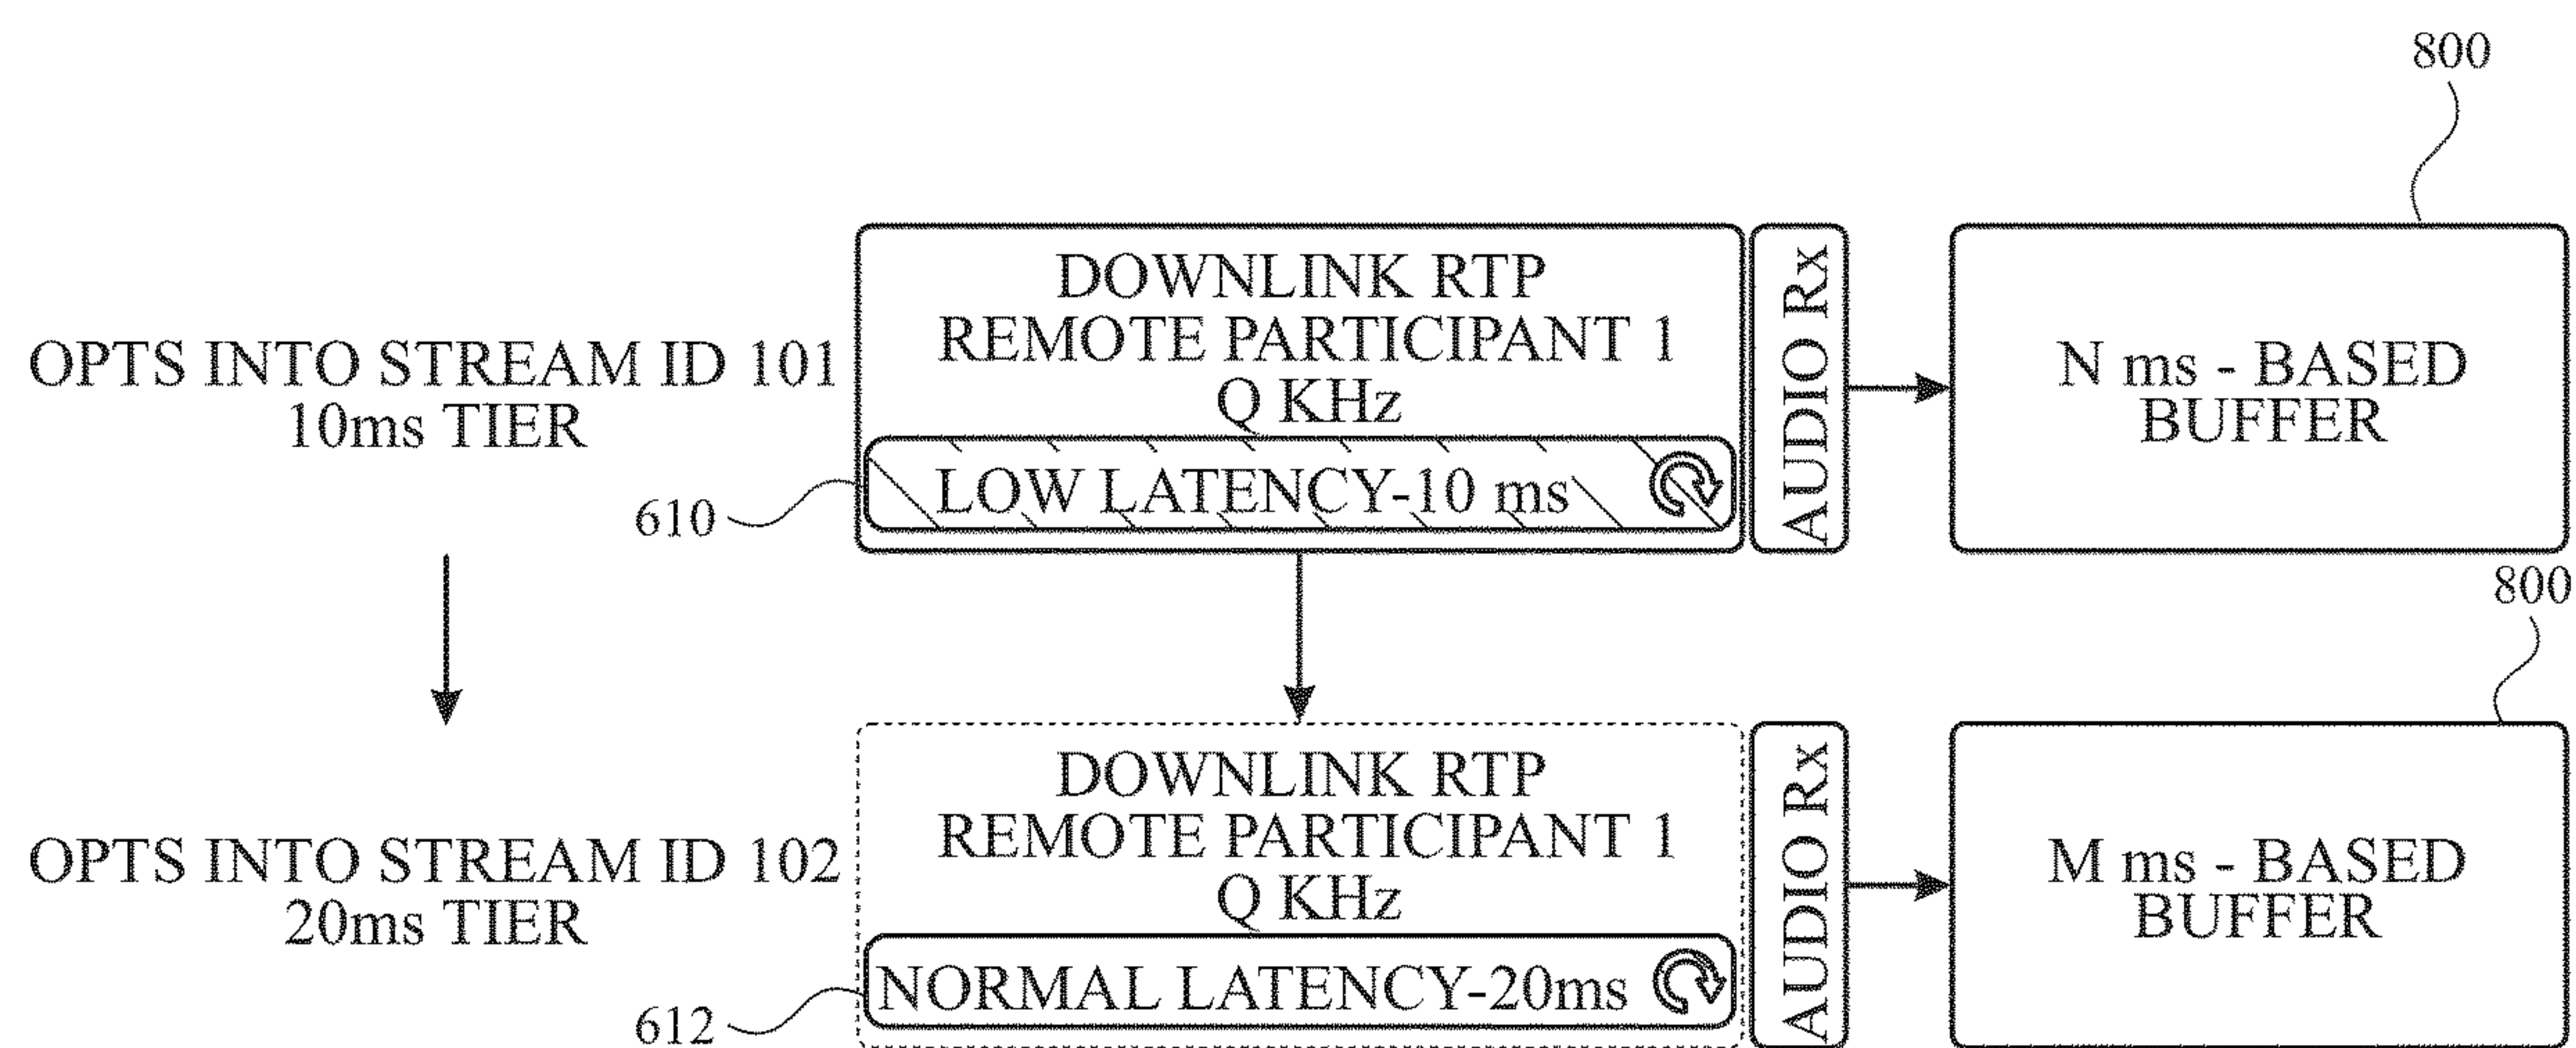 800
OPTS INTO STREAM ID 101
10ms TIER
DOWNLINK RTP
REMOTE PARTICIPANT 1
Q KHz
LOW LATENCY-10 ms
AUDIO Rx
N ms - BASED
BUFFER
610
800
OPTS INTO STREAM ID 102
20ms TIER
DOWNLINK RTP
REMOTE PARTICIPANT 1
Q KHz
NORMAL LATENCY-20ms
AUDIO Rx
M ms - BASED
BUFFER
612